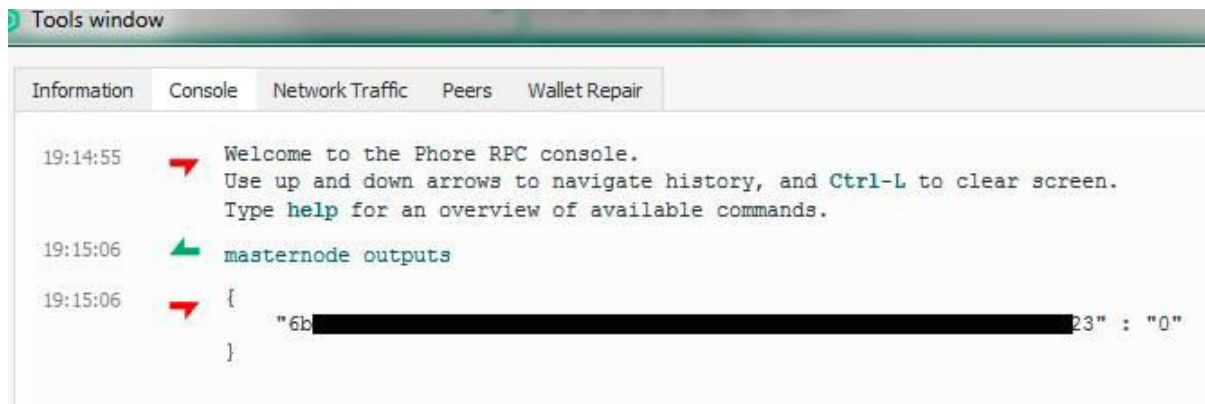 Tools window
Information Console Network Traffic Peers Wallet Repair
19:14:55 Welcome to the Phore RPC console.
Use up and down arrows to navigate history, and Ctrl-L to clear screen.
Type help for an overview of available commands.
19:15:06 masternode outputs
19:15:06 {
"6b 23" : "0"
}